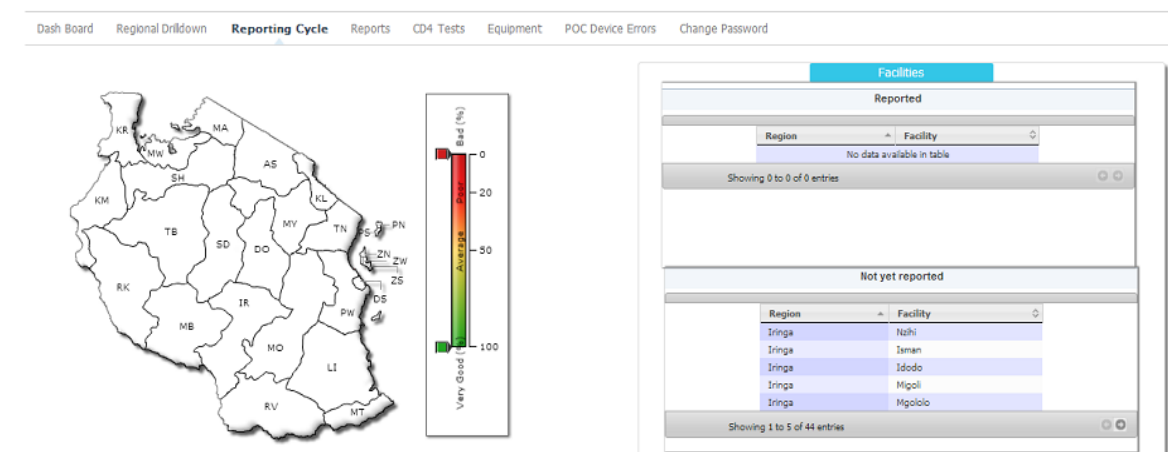 Dash Board Regional Drilldown Reporting Cycle Reports CD4 Tests Equipment POC Device Errors Change Password
KR
MW
MA
SH
AS
KM
KL
TB
SD
MY
DO
TN
PS
PN
ZN
ZW
ZS
DS
RK
IR
PW
MB
MO
LI
RV
MT
Bad (%)
Poor
Average
Very Good (%)
0
20
50
100
Facilities
Reported
Region Facility
No data available in table
Showing 0 to 0 of 0 entries
Not yet reported
Region Facility
Iringa Nzihi
Iringa Isman
Iringa Idodo
Iringa Migoli
Iringa Mgololo
Showing 1 to 5 of 44 entries